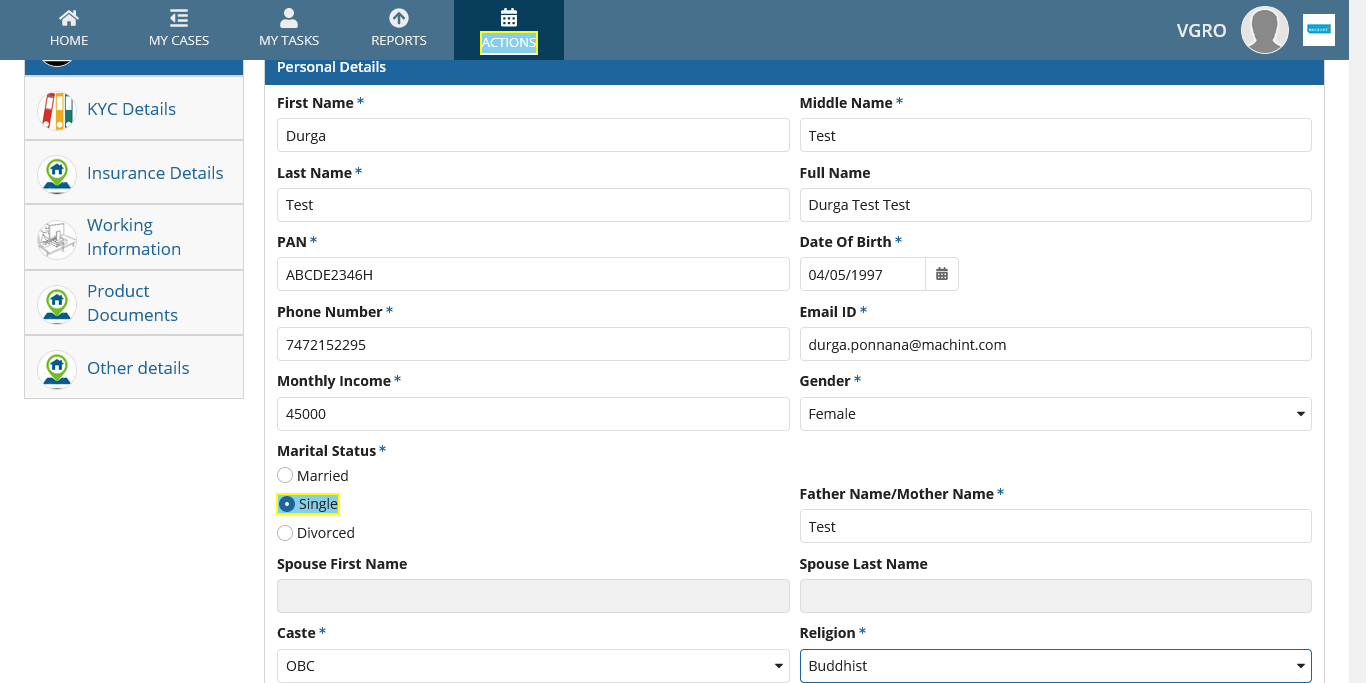 HOME
MY CASES
MY TASKS
REPORTS
ACTIONS
VGRO
MACHINT
KYC Details
Insurance Details
Working
Information
Product
Documents
Other details
Personal Details
First Name *
Middle Name *
Durga
Test
Last Name *
Full Name
Test
Durga Test Test
PAN *
Date Of Birth *
ABCDE2346H
04/05/1997
Phone Number *
Email ID *
7472152295
durga.ponnana@machint.com
Monthly Income *
Gender *
45000
Female
Marital Status *
Married
Single
Divorced
Father Name/Mother Name *
Test
Spouse First Name
Spouse Last Name
Caste *
Religion *
OBC
Buddhist